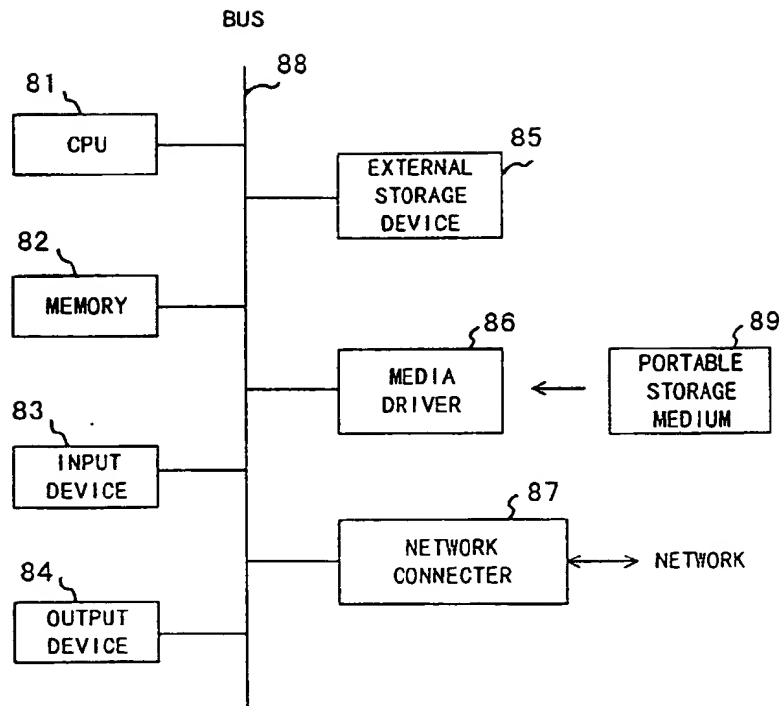 BUS
88
81
CPU
85
EXTERNAL
STORAGE
DEVICE
82
MEMORY
86
MEDIA
DRIVER
89
PORTABLE
STORAGE
MEDIUM
83
INPUT
DEVICE
87
NETWORK
CONNECTER
NETWORK
84
OUTPUT
DEVICE